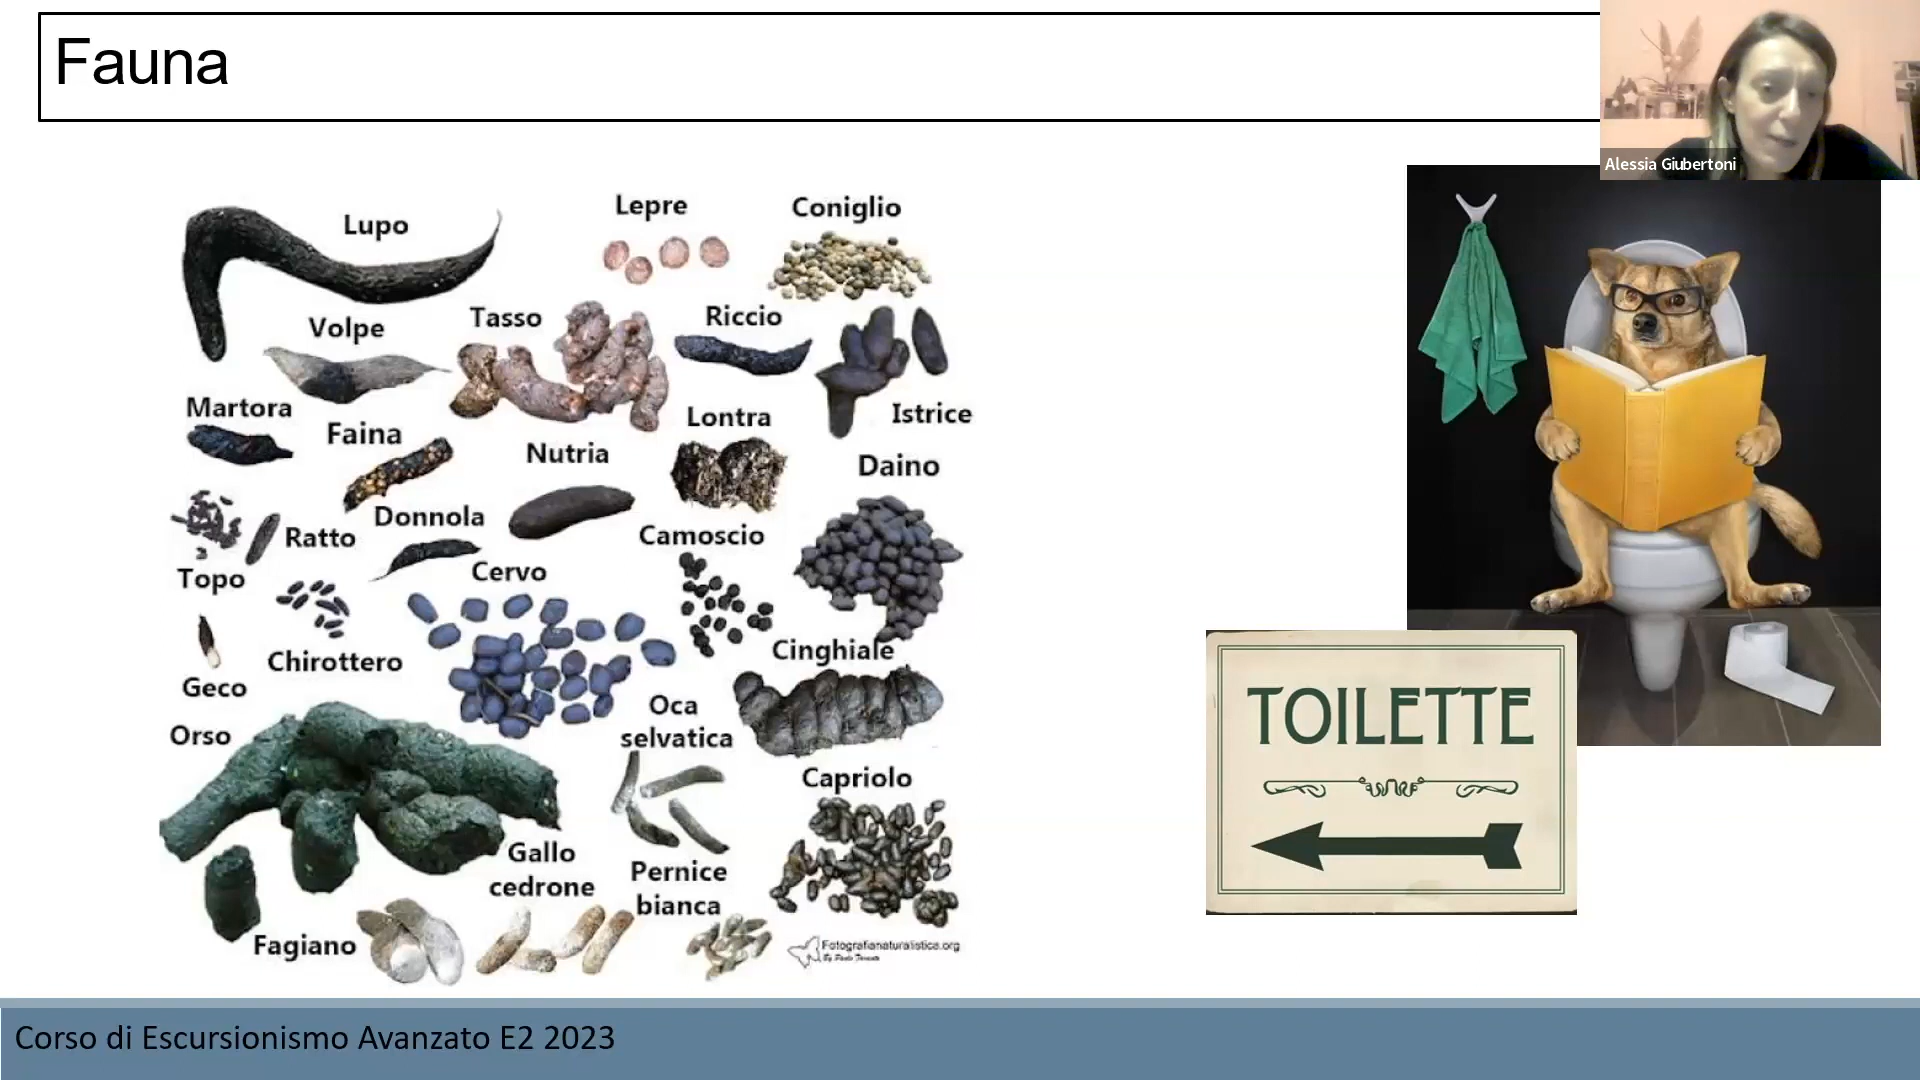 Fauna
Alessia Giubertoni
Lupo
Lepre
Coniglio
Volpe
Tasso
Riccio
Martora
Faina
Nutria
Lontra
Istrice
Daino
Ratto
Donnola
Camoscio
Topo
Cervo
Chirottero
Cinghiale
Geco
Orso
Oca
selvatica
Capriolo
Gallo
cedrone
Pernice
bianca
Fagiano
Fotografianaturalistica.org
TOILETTE
Corso di Escursionismo Avanzato E2 2023